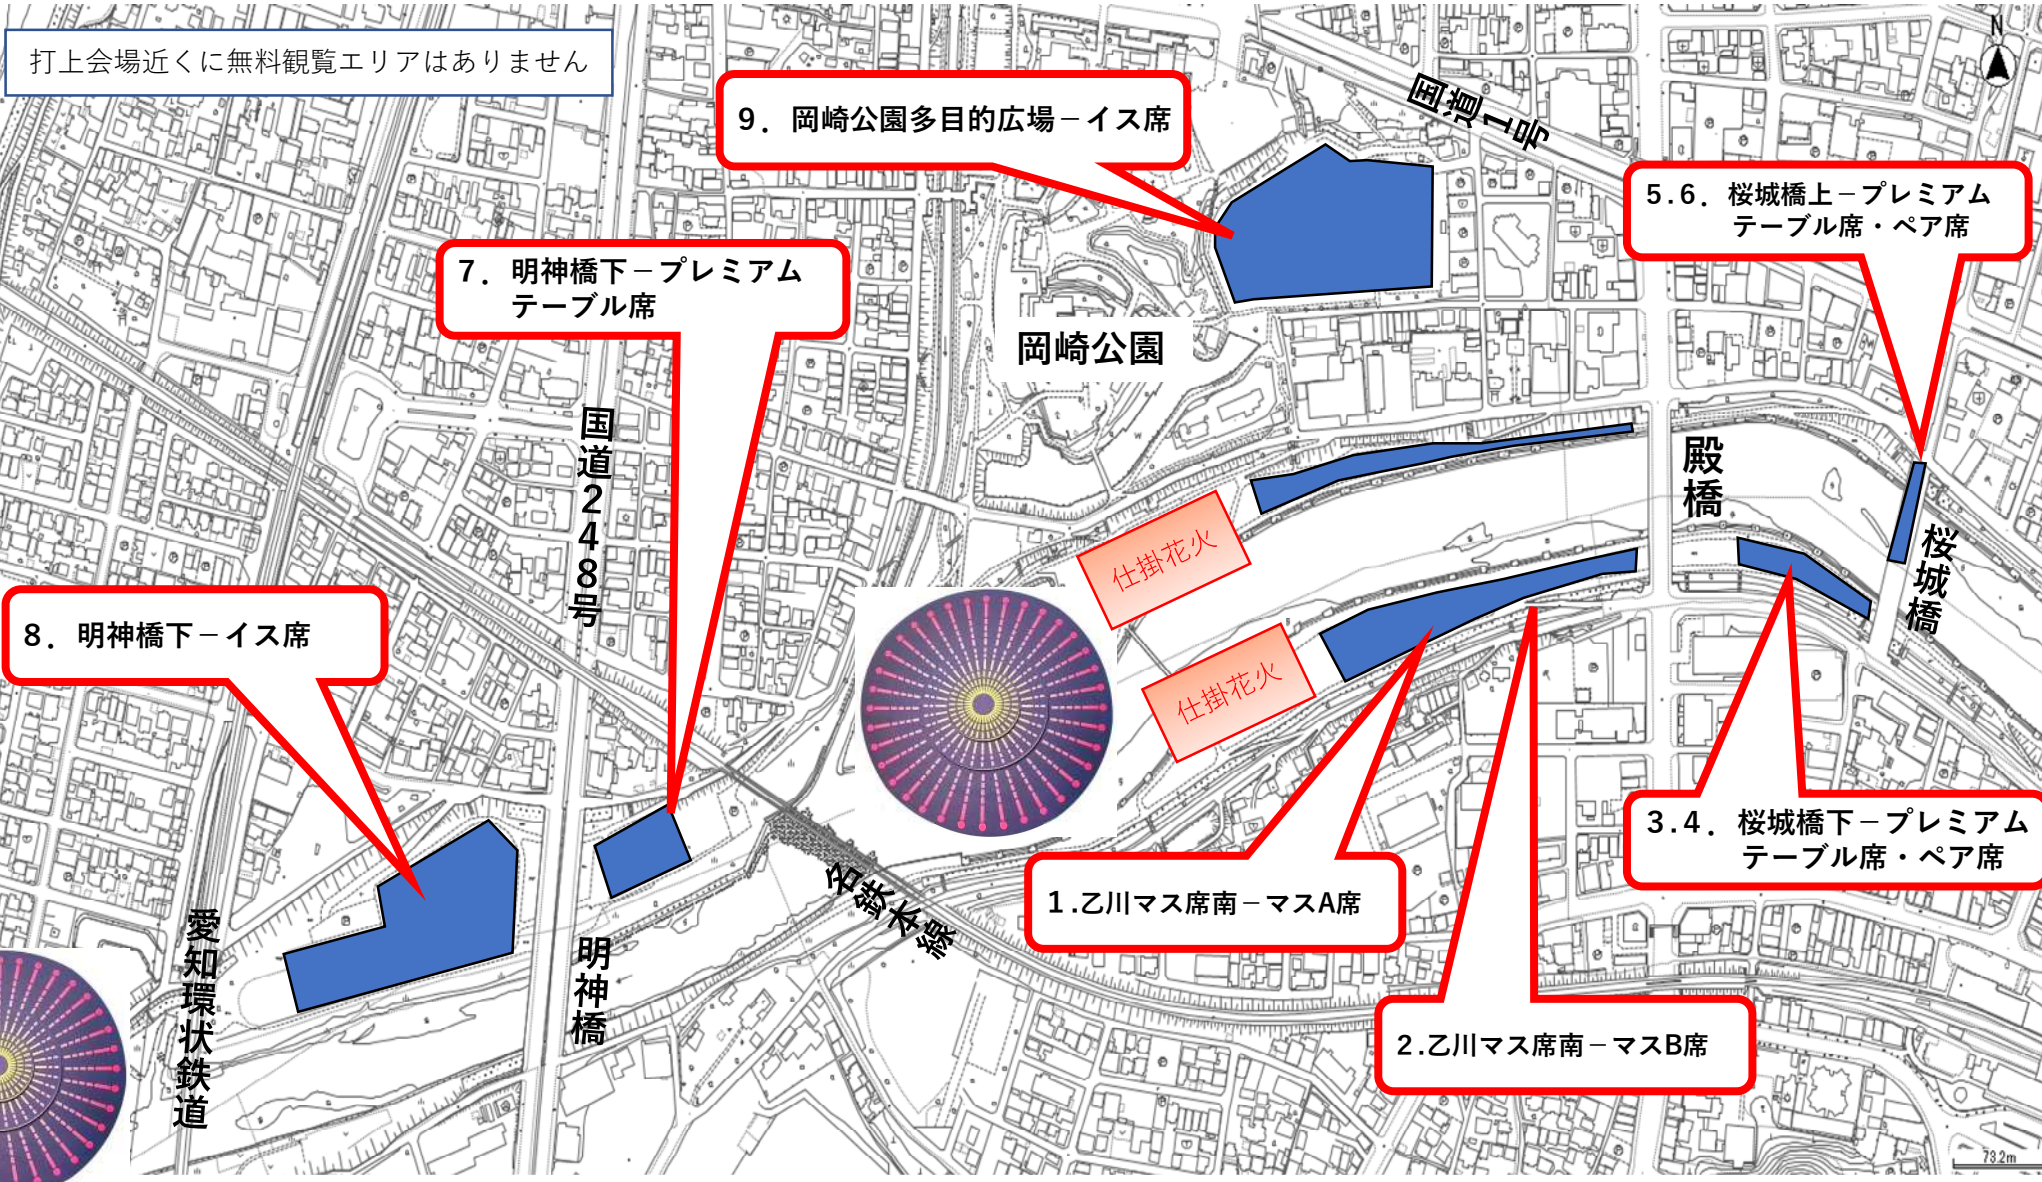 打上会場近くに無料観覧エリアはありません
N
9．岡崎公園多目的広場－イス席
国道1号
5.6．桜城橋上－プレミアム
テーブル席・ペア席
7．明神橋下－プレミアム
テーブル席
岡崎公園
国道248号
殿橋
桜城橋
仕掛花火
仕掛花火
8．明神橋下－イス席
3.4．桜城橋下－プレミアム
テーブル席・ペア席
1.乙川マス席南－マスA席
名鉄本線
愛知環状鉄道
明神橋
2.乙川マス席南－マスB席
73.2m